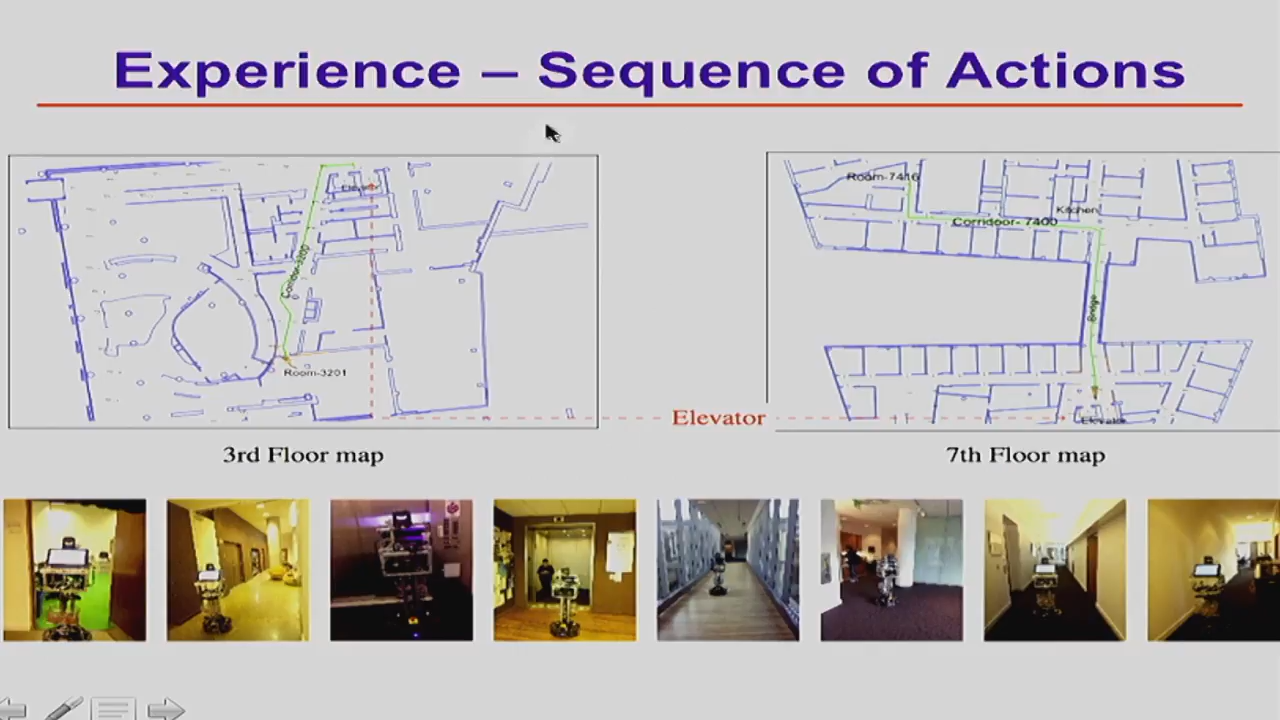 Experience – Sequence of Actions
Elevator
Corridor-3200
Room-3201
3rd Floor map
Elevator
Room-7416
Kitchen
Corridoor- 7400
Bridge
Elevator
7th Floor map